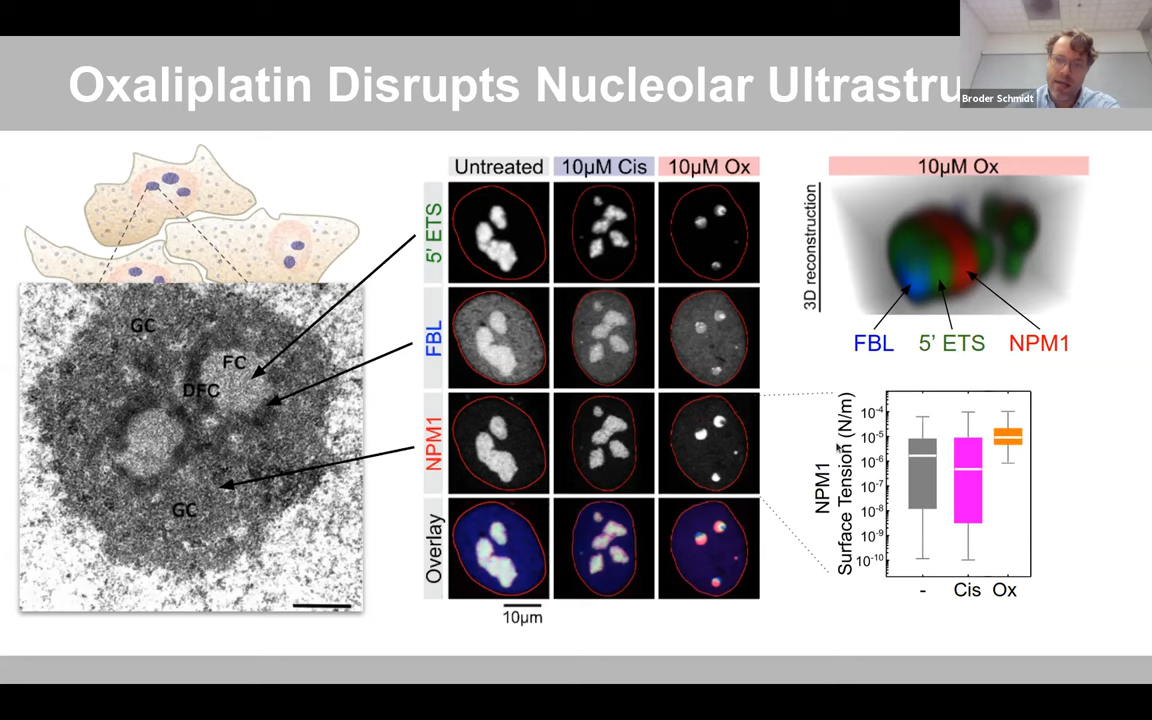 Oxaliplatin Disrupts Nucleolar Ultrastru
Broder Schmidt
GC
FC
DFC
GC
Untreated
10µM Cis
10µM Ox
5' ETS
FBL
NPM1
Overlay
10µm
10µM Ox
3D reconstruction
FBL
5' ETS
NPM1
NPM1
Surface Tension (N/m)
10-4
10-5
10-6
10-7
10-8
10-9
10-10
-
Cis
Ox